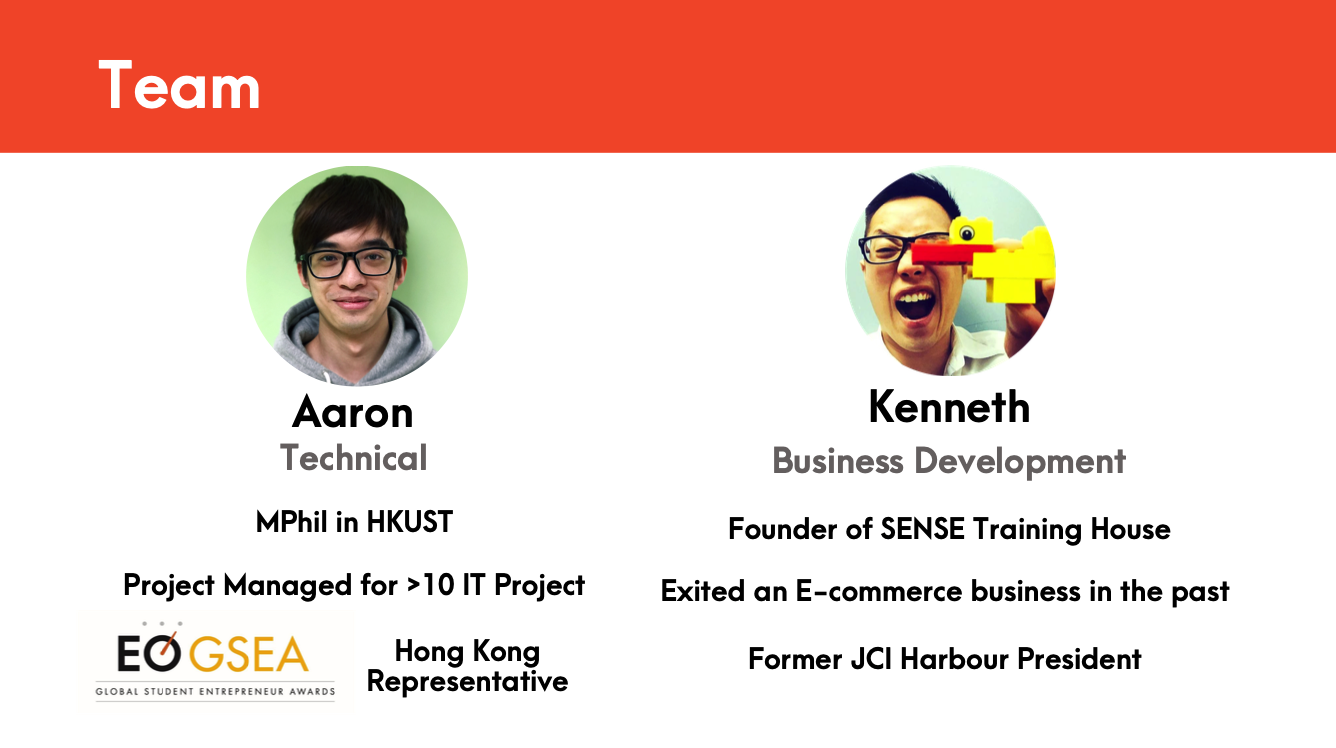 Team
Aaron
Technical
MPhil in HKUST
Project Managed for >10 IT Project
EO GSEA
GLOBAL STUDENT ENTREPRENEUR AWARDS
Hong Kong
Representative
Kenneth
Business Development
Founder of SENSE Training House
Exited an E-commerce business in the past
Former JCI Harbour President